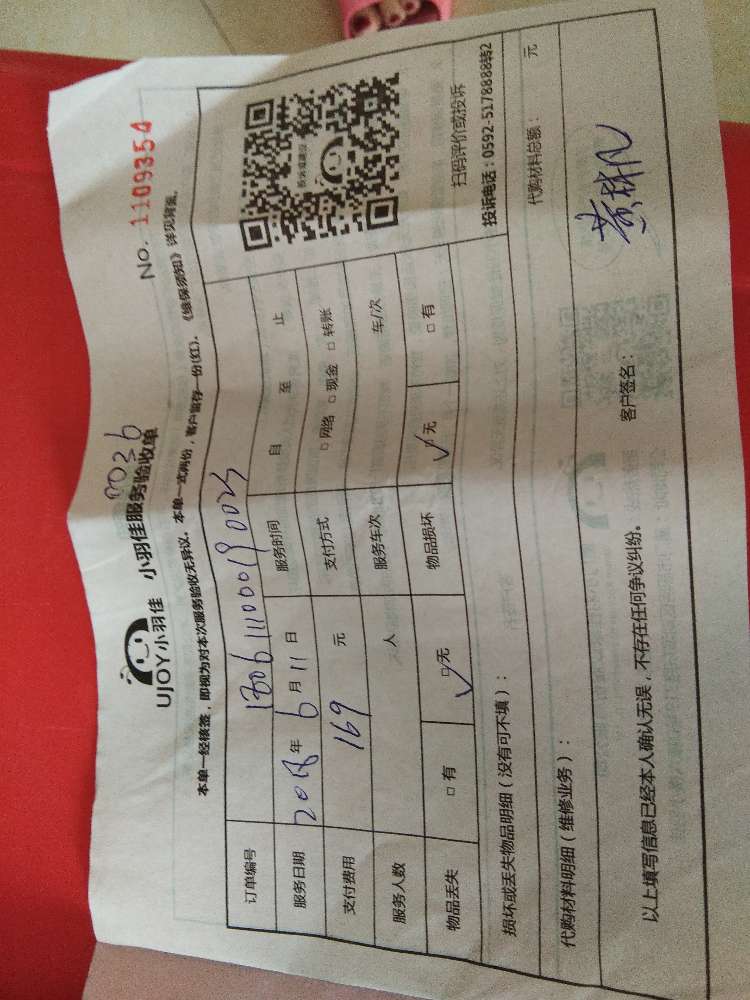 8036
UJOY小羽佳 小羽佳服务验收单 No. 1109354
本单一经核签，即视为对本次服务验收无异议。本单一式两份，客户留存一份(红)。《维保须知》详见背面。
订单编号 1806111000190023
服务日期 2018年6月11日 服务时间 自 至 止
支付费用 169 元 支付方式 □网络 □现金 □转账
服务人数 人 服务车次 车/次
物品丢失 □有 ☑无 物品损坏 ☑无 □有
投诉或建议
扫码评价或投诉
投诉电话：0592-5178888转2
损坏或丢失物品明细（没有可不填）：
代购材料明细（维修业务）： 代购材料总额： 元
以上填写信息已经本人确认无误，不存在任何争议纠纷。
客户签名：